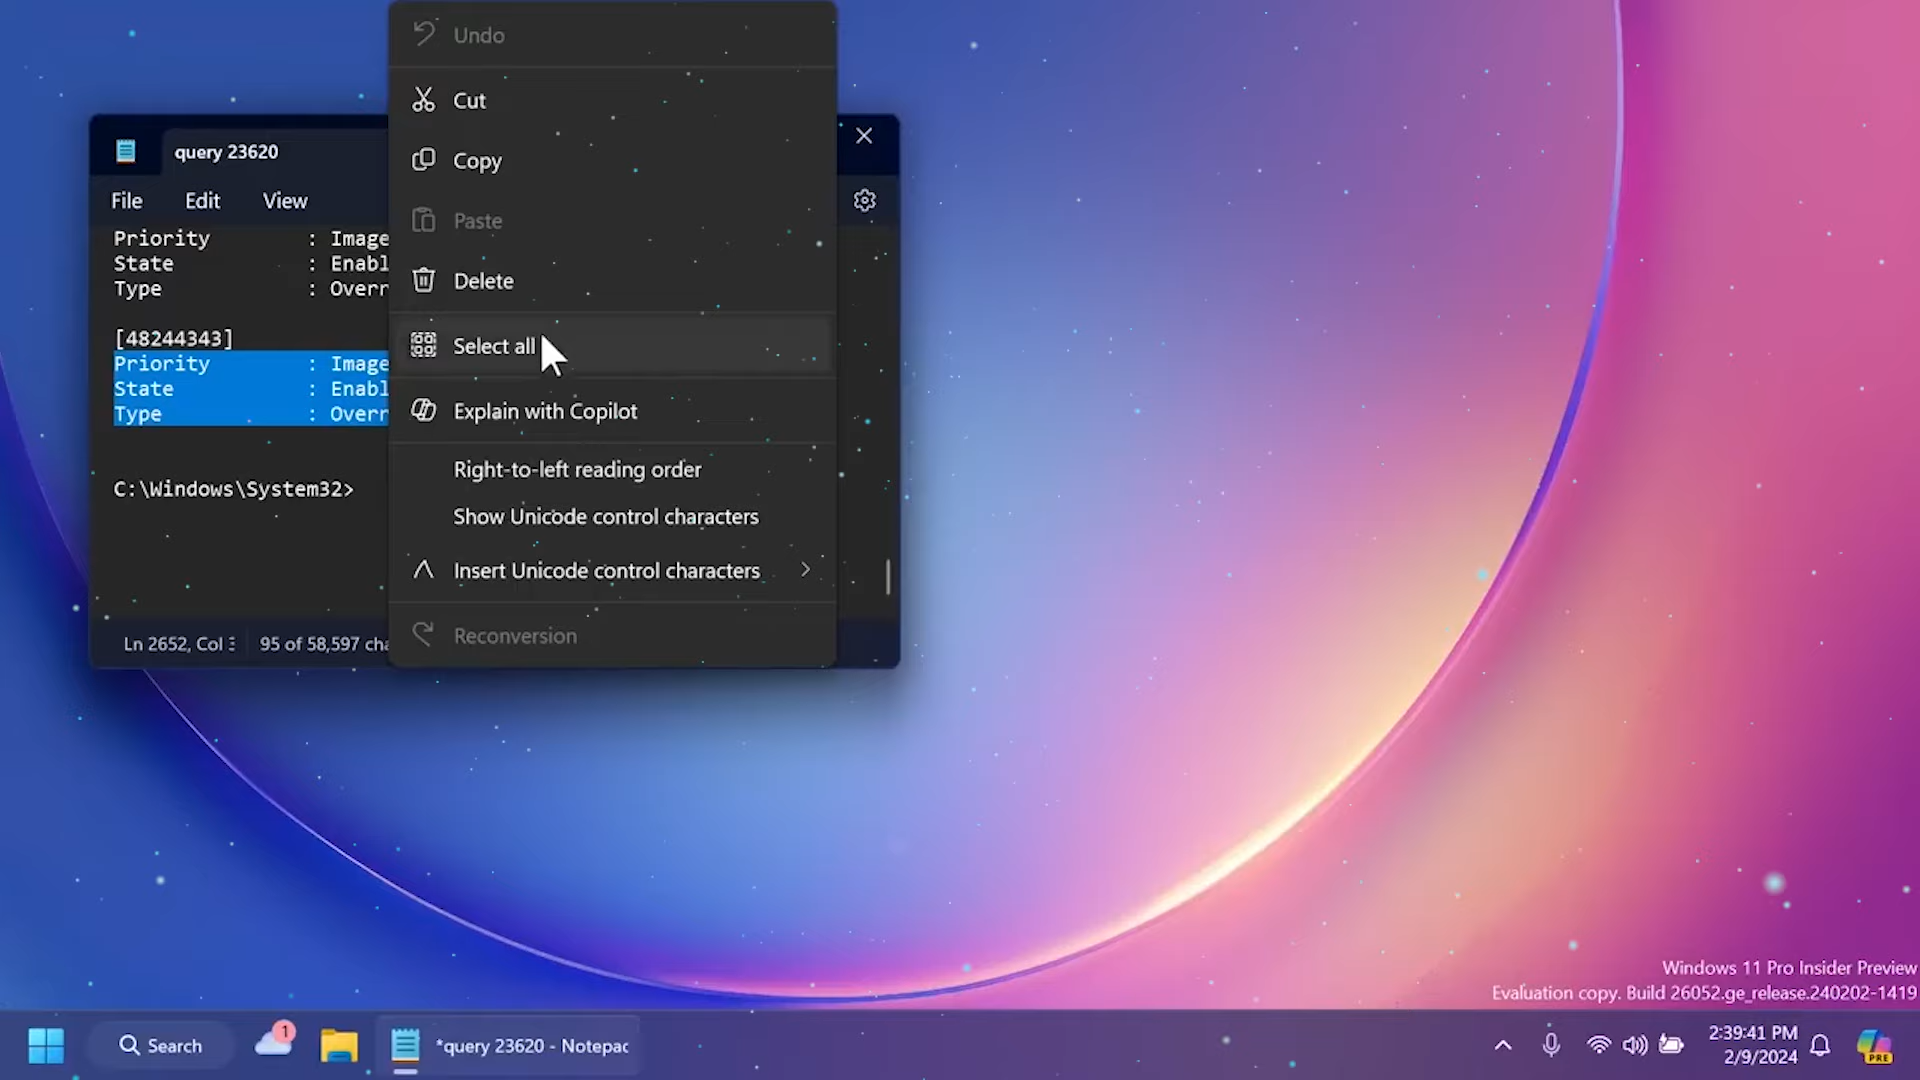 Undo
Cut
Copy
Paste
Delete
Select all
Explain with Copilot
Right-to-left reading order
Show Unicode control characters
Insert Unicode control characters
Reconversion
query 23620
File Edit View
Priority : Image
State : Enabl
Type : Overr
[48244343]
Priority : Image
State : Enabl
Type : Overr
C:\Windows\System32>
Ln 2652, Col 95 of 58,597 cha
Windows 11 Pro Insider Preview
Evaluation copy. Build 26052.ge_release.240202-1419
1
Search
*query 23620 - Notepac
2:39:41 PM
2/9/2024
PRE